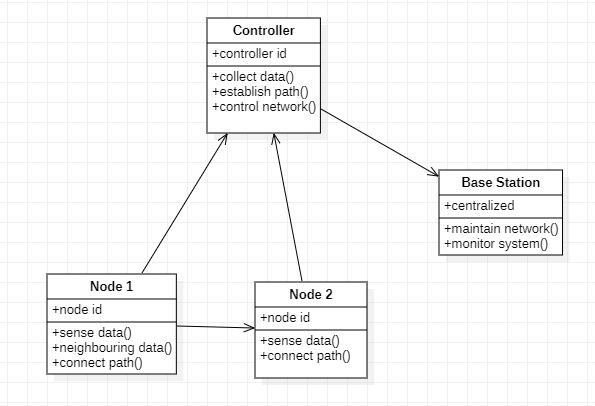 Controller
+controller id
+collect data()
+establish path()
+control network()
Base Station
+centralized
+maintain network()
+monitor system()
Node 1
+node id
+sense data()
+neighbouring data()
+connect path()
Node 2
+node id
+sense data()
+connect path()